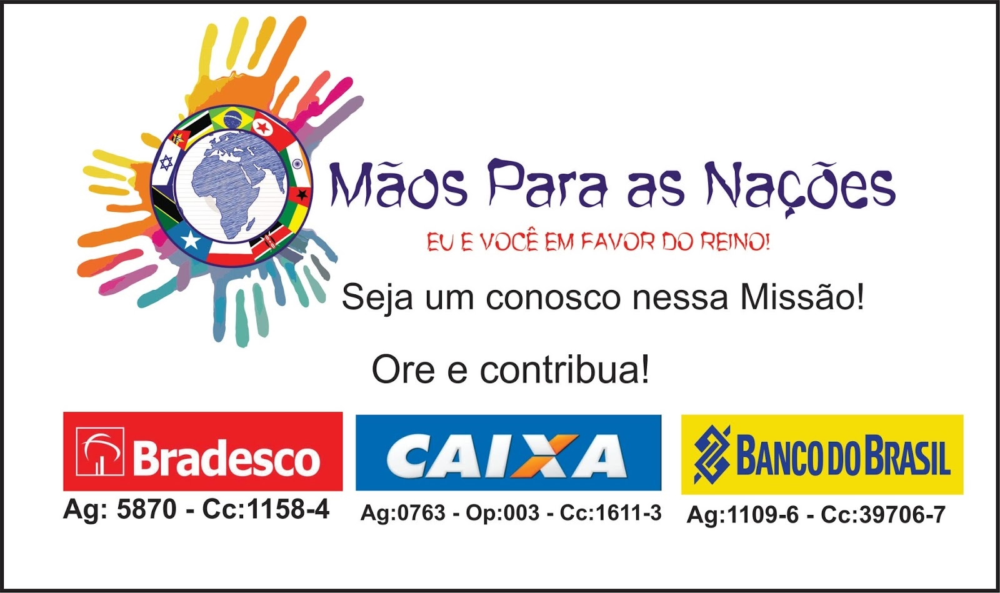 Mãos Para as Nações
EU E VOCÊ EM FAVOR DO REINO!
Seja um conosco nessa Missão!
Ore e contribua!
Bradesco
CAIXA
BANCO DO BRASIL
Ag: 5870 - Cc:1158-4
Ag:0763 - Op:003 - Cc:1611-3
Ag:1109-6 - Cc:39706-7